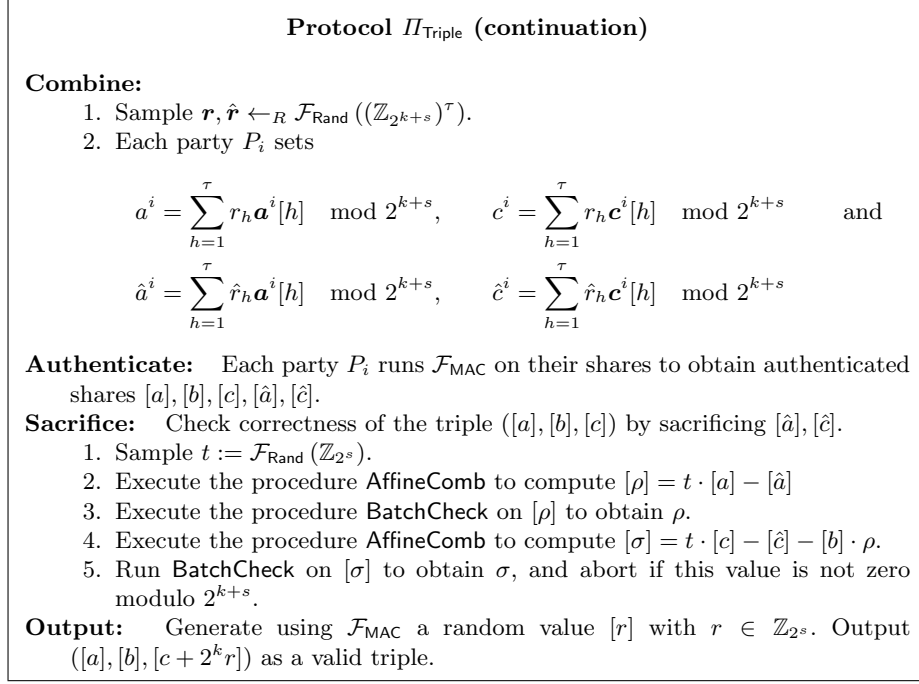 Protocol Π_Triple (continuation)
Combine:
1. Sample r, r̂ ←_R F_Rand ((Z_{2^{k+s}})^τ).
2. Each party P_i sets
a^i = ∑_{h=1}^{τ} r_h a^i[h] mod 2^{k+s}, c^i = ∑_{h=1}^{τ} r_h c^i[h] mod 2^{k+s} and
â^i = ∑_{h=1}^{τ} r̂_h a^i[h] mod 2^{k+s}, ĉ^i = ∑_{h=1}^{τ} r̂_h c^i[h] mod 2^{k+s}
Authenticate: Each party P_i runs F_MAC on their shares to obtain authenticated
shares [a], [b], [c], [â], [ĉ].
Sacrifice: Check correctness of the triple ([a], [b], [c]) by sacrificing [â], [ĉ].
1. Sample t := F_Rand (Z_{2^s}).
2. Execute the procedure AffineComb to compute [ρ] = t · [a] − [â]
3. Execute the procedure BatchCheck on [ρ] to obtain ρ.
4. Execute the procedure AffineComb to compute [σ] = t · [c] − [ĉ] − [b] · ρ.
5. Run BatchCheck on [σ] to obtain σ, and abort if this value is not zero
modulo 2^{k+s}.
Output: Generate using F_MAC a random value [r] with r ∈ Z_{2^s}. Output
([a], [b], [c + 2^k r]) as a valid triple.